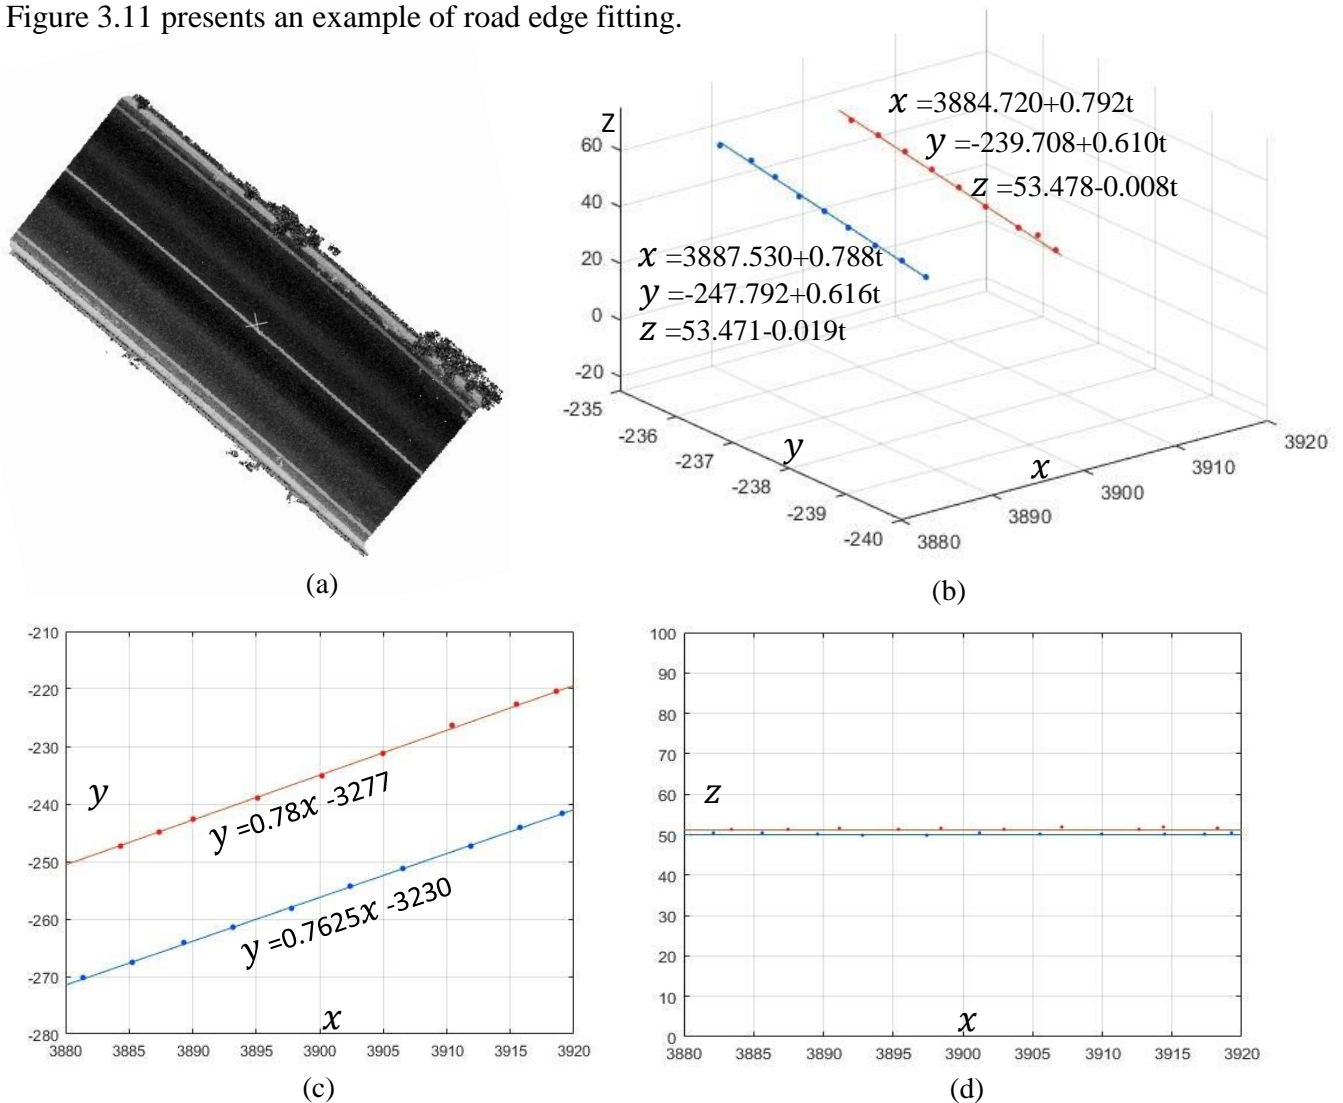 Figure 3.11 presents an example of road edge fitting.
(a)
z
60
40
20
0
-20
x =3884.720+0.792t
y =-239.708+0.610t
z =53.478-0.008t
x =3887.530+0.788t
y =-247.792+0.616t
z =53.471-0.019t
-235
-236
-237
-238
-239
-240
y
x
3880
3890
3900
3910
3920
(b)
-210
-220
-230
-240
-250
-260
-270
-280
y
y =0.78x -3277
y =0.7625x -3230
x
3880 3885 3890 3895 3900 3905 3910 3915 3920
(c)
100
90
80
70
60
50
40
30
20
10
0
z
x
3880 3885 3890 3895 3900 3905 3910 3915 3920
(d)